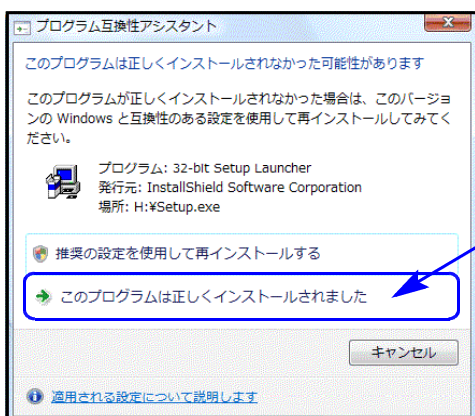 プログラム互換性アシスタント
このプログラムは正しくインストールされなかった可能性があります
このプログラムが正しくインストールされなかった場合は、このバージョ
ンの Windows と互換性のある設定を使用して再インストールしてみてく
ださい。
プログラム: 32-bit Setup Launcher
発行元: InstallShield Software Corporation
場所: H:¥Setup.exe
推奨の設定を使用して再インストールする
このプログラムは正しくインストールされました
キャンセル
適用される設定について説明します